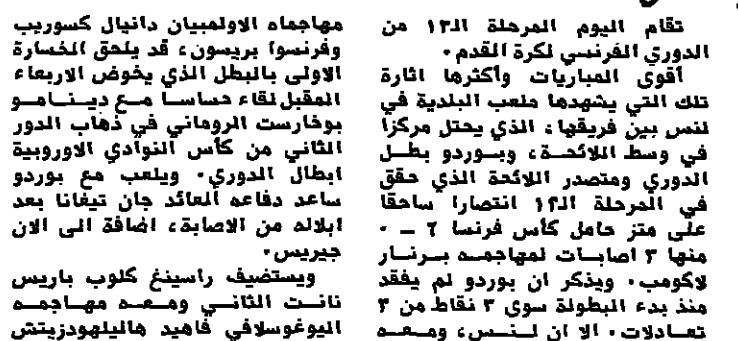 تقام اليوم المرحلة الـ١٣ من
الدوري الفرنسي لكرة القدم.
أقوى المباريات وأكثرها اثارة
تلك التي يشهدها ملعب البلدية في
لنس بين فريقها، الذي يحتل مركزا
في وسط اللائحة، وبوردو بطل
الدوري ومتصدر اللائحة الذي حقق
في المرحلة الـ١٢ انتصارا ساحقا
على متز حامل كأس فرنسا ٦ - ٠
منها ٣ اصابات لمهاجمه برنار
لاكومب. ويذكر ان بوردو لم يفقد
منذ بدء البطولة سوى ٣ نقاط من ٣
تعادلات. الا ان لنس، ومعه
مهاجماه الاولمبيان دانيال كسوريب
وفرنسوا بريسون، قد يلحق الخسارة
الاولى بالبطل الذي يخوض الاربعاء
المقبل لقاء حساسا مع دينامو
بوخارست الروماني في ذهاب الدور
الثاني من كأس النوادي الاوروبية
ابطال الدوري. ويلعب مع بوردو
ساعد دفاعه العائد جان تيغانا بعد
ابلاله من الاصابة، اضافة الى الان
جيريس.
ويستضيف راسينغ كلوب باريس
نانت الثاني ومعه مهاجمه
اليوغوسلافي فاهيد هاليلهودزيتش